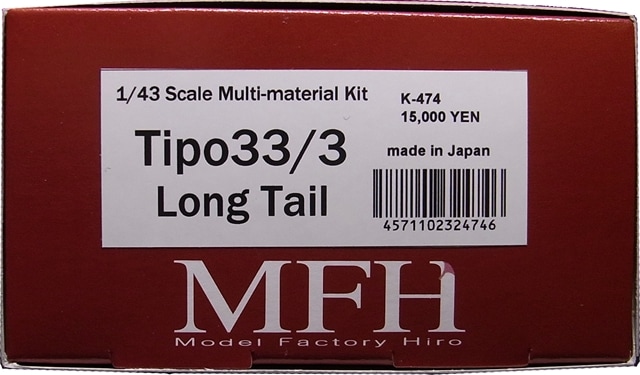 1/43 Scale Multi-material Kit
K-474
15,000 YEN
Tipo33/3
Long Tail
made in Japan
4571102324746
MFH
Model Factory Hiro